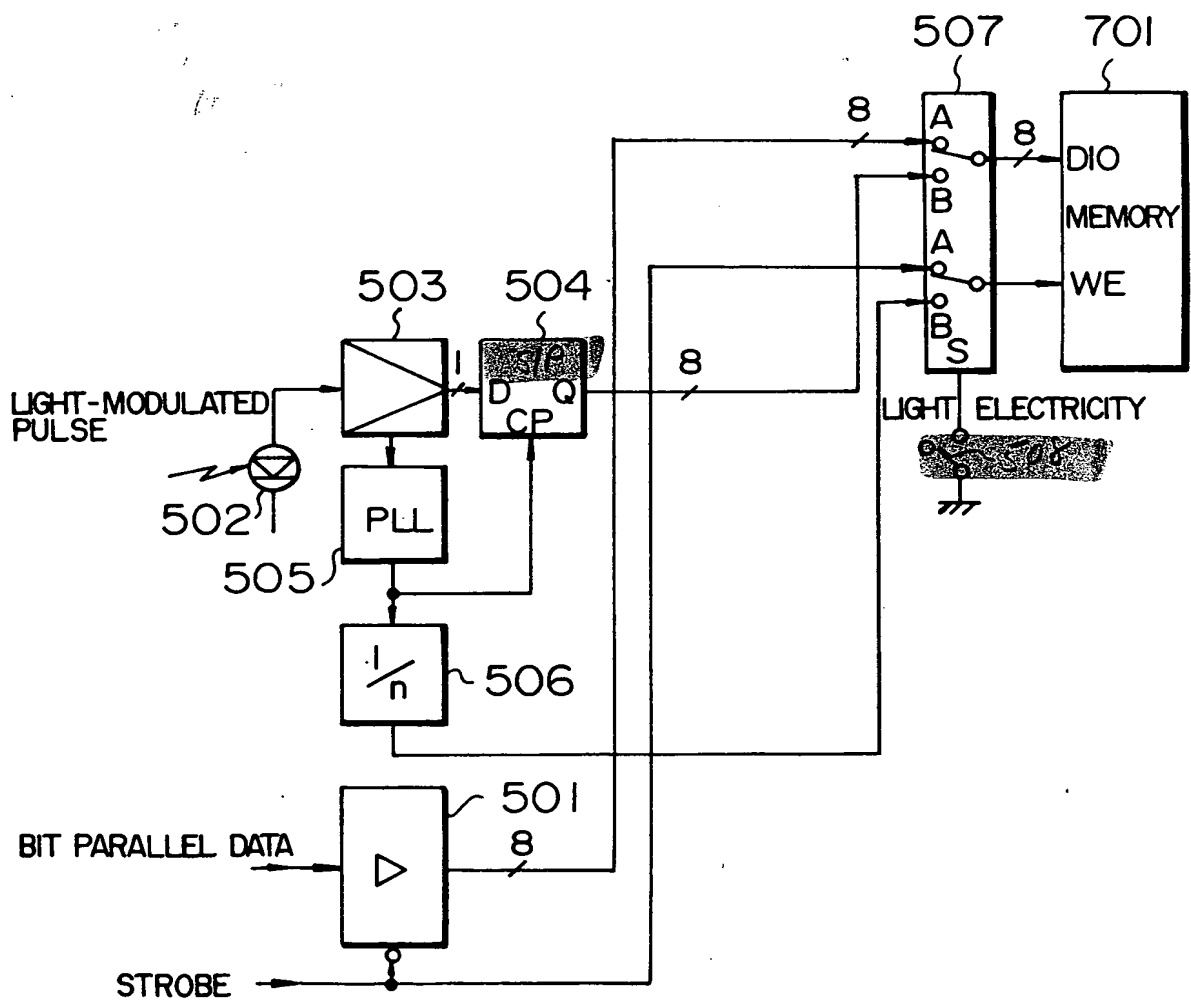 507
701
8
A
8
DIO
B
MEMORY
A
503
504
WE
B
1
S/P
S
8
D
Q
CP
LIGHT-MODULATED
PULSE
LIGHT
ELECTRICITY
508
502
PLL
505
1/n
506
501
BIT PARALLEL DATA
8
STROBE